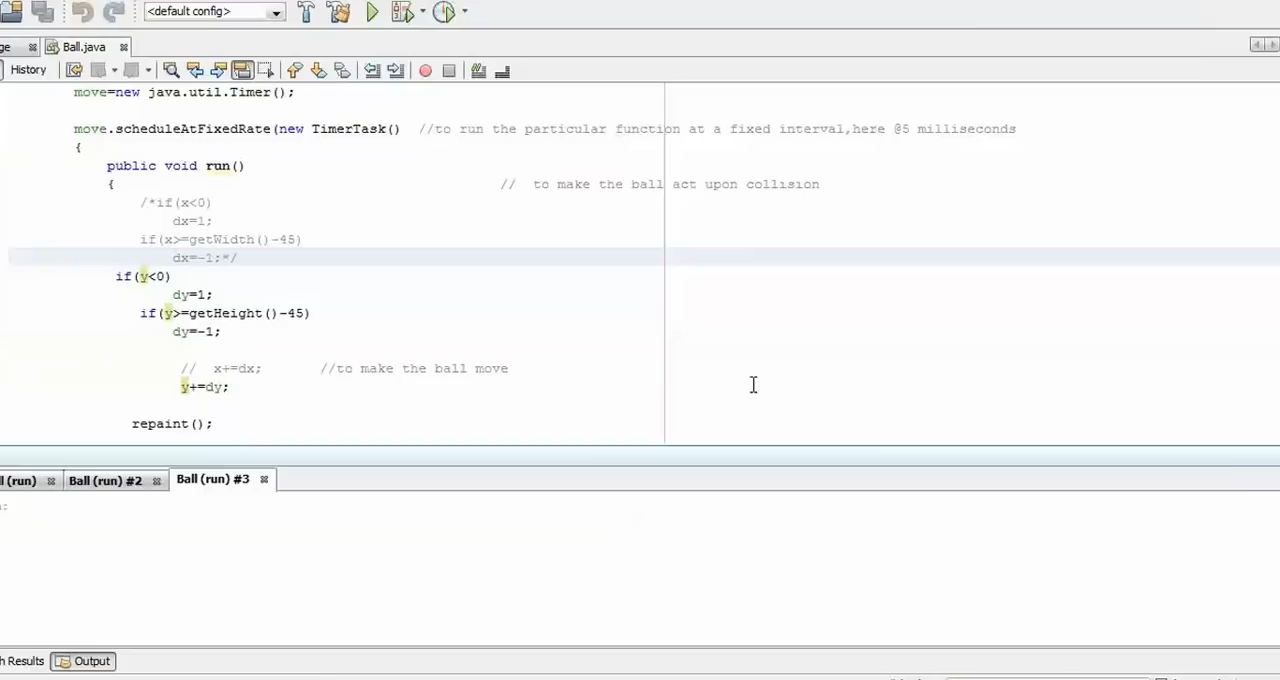 <default config>
ge Ball.java
History
move=new java.util.Timer();
move.scheduleAtFixedRate(new TimerTask() //to run the particular function at a fixed interval,here @5 milliseconds
{
public void run()
{ // to make the ball act upon collision
/*if(x<0)
dx=1;
if(x>=getWidth()-45)
dx=-1;*/
if(y<0)
dy=1;
if(y>=getHeight()-45)
dy=-1;
// x+=dx; //to make the ball move
y+=dy;
repaint();
l (run) Ball (run) #2 Ball (run) #3
:
h Results Output